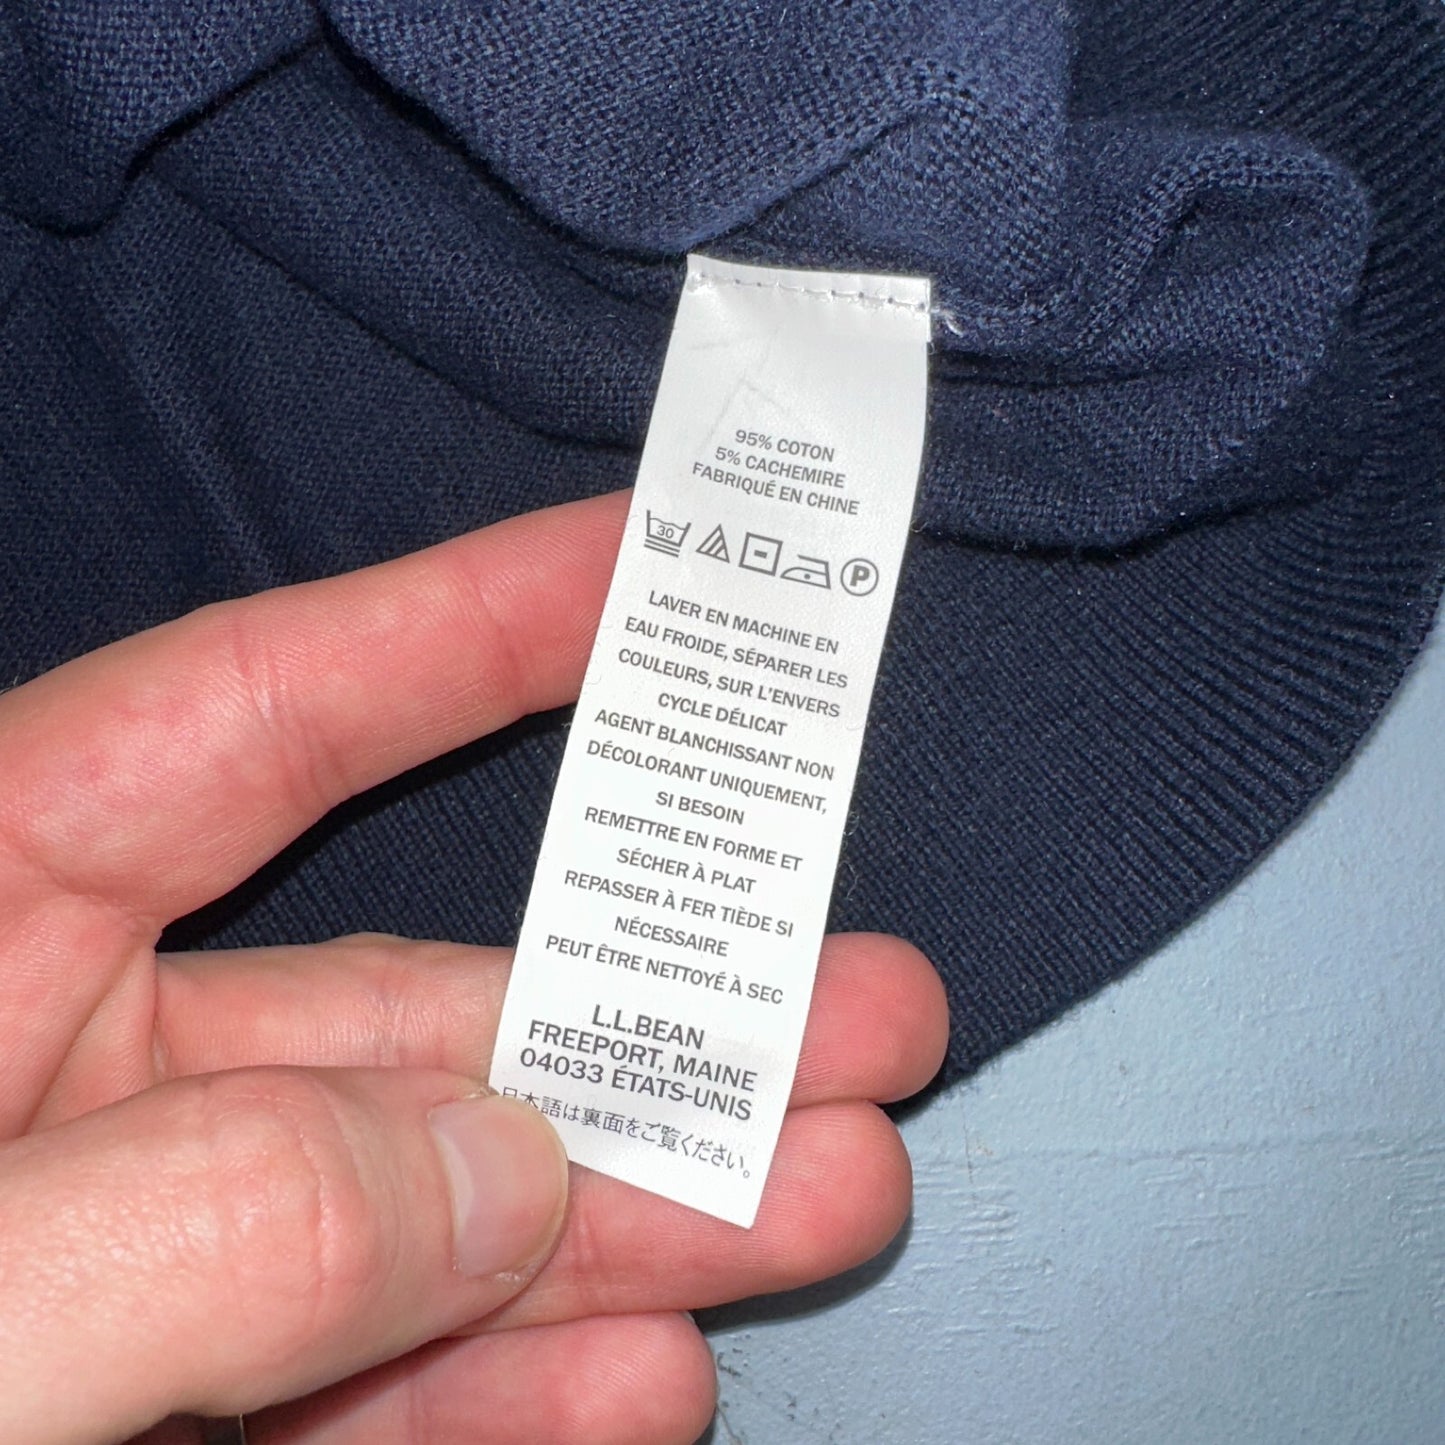 95% COTON
5% CACHEMIRE
FABRIQUÉ EN CHINE
30
P
LAVER EN MACHINE EN
EAU FROIDE, SÉPARER LES
COULEURS, SUR L'ENVERS
CYCLE DÉLICAT
AGENT BLANCHISSANT NON
DÉCOLORANT UNIQUEMENT,
SI BESOIN
REMETTRE EN FORME ET
SÉCHER À PLAT
REPASSER À FER TIÈDE SI
NÉCESSAIRE
PEUT ÊTRE NETTOYÉ À SEC
L.L.BEAN
FREEPORT, MAINE
04033 ÉTATS-UNIS
日本語は裏面をご覧ください。